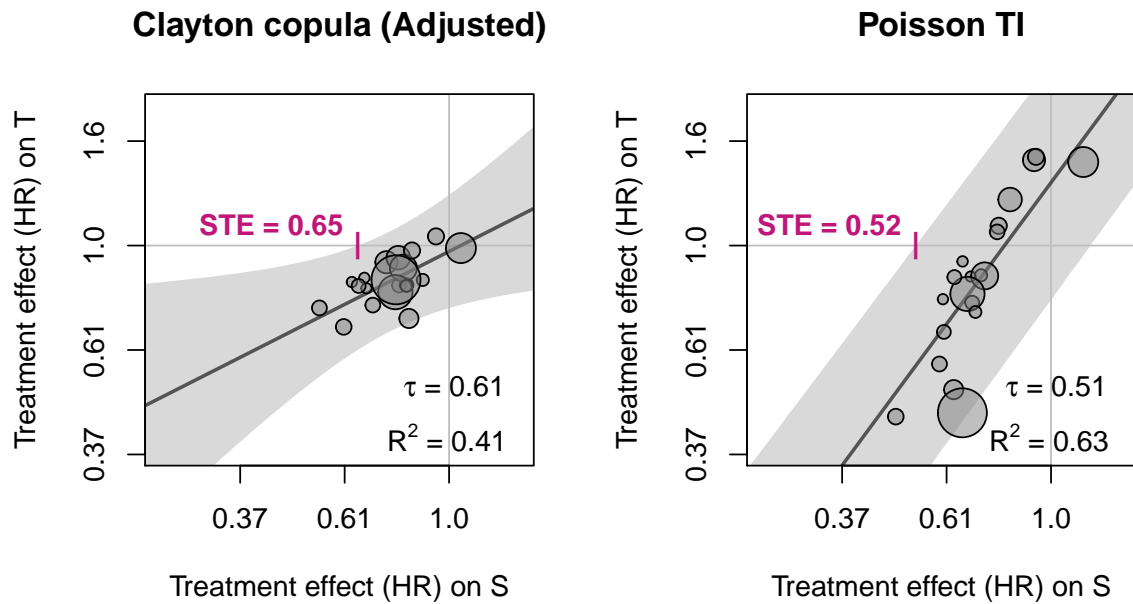 Clayton copula (Adjusted)
Treatment effect (HR) on T
1.6
1.0
0.61
0.37
STE = 0.65
τ = 0.61
R² = 0.41
0.37 0.61 1.0
Treatment effect (HR) on S
Poisson TI
Treatment effect (HR) on T
1.6
1.0
0.61
0.37
STE = 0.52
τ = 0.51
R² = 0.63
0.37 0.61 1.0
Treatment effect (HR) on S